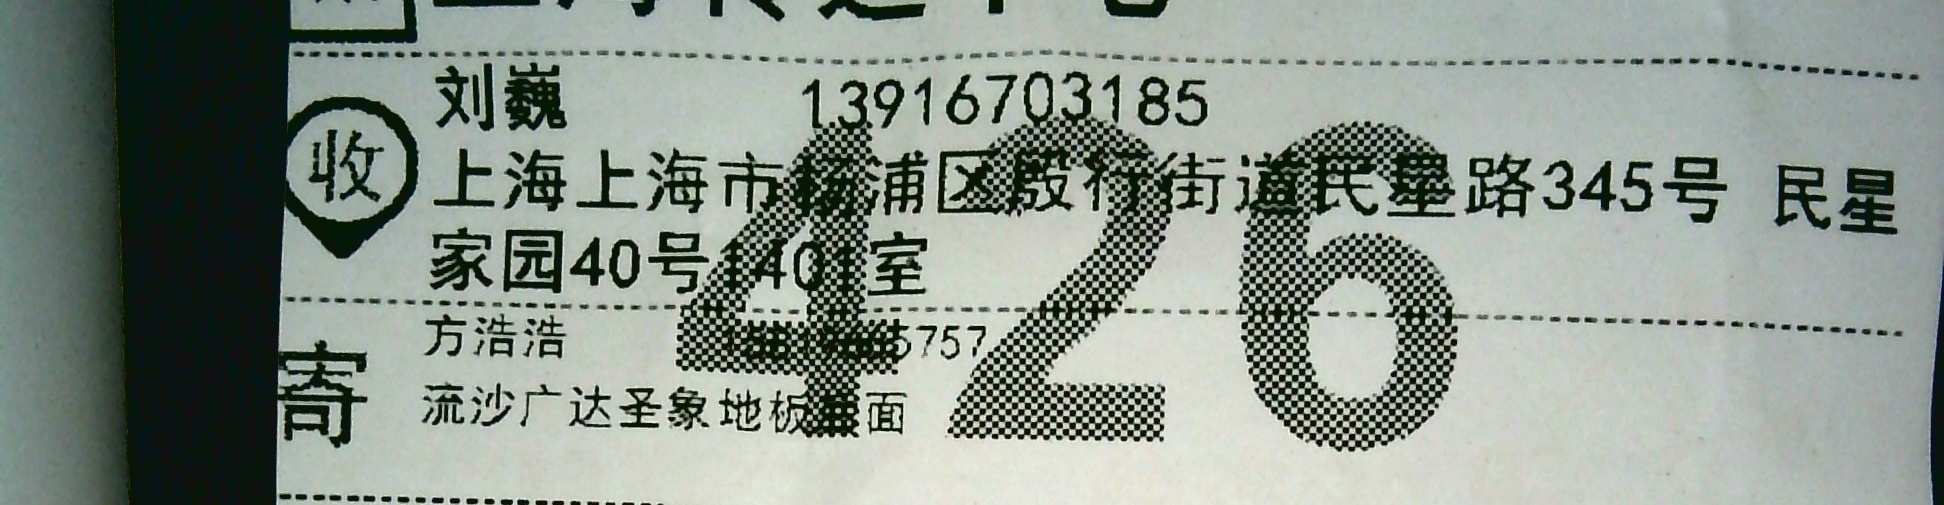 刘巍 13916703185
收
上海上海市杨浦区殷行街道民星路345号 民星
家园40号1401室
426
方浩浩 5757
寄
流沙广达圣象地板 面